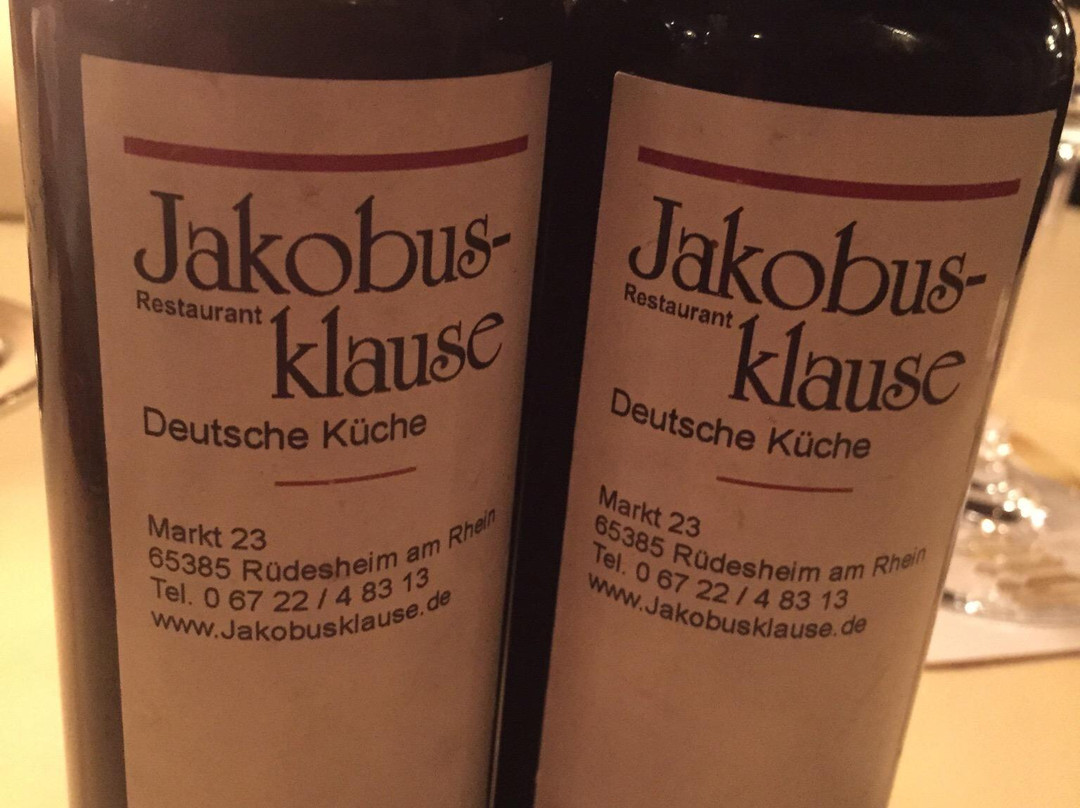 Jakobus-
Restaurant klause
Deutsche Küche
Markt 23
65385 Rüdesheim am Rhein
Tel. 0 67 22 / 4 83 13
www.Jakobusklause.de
Jakobus-
Restaurant klause
Deutsche Küche
Markt 23
65385 Rüdesheim am Rhein
Tel. 0 67 22 / 4 83 13
www.Jakobusklause.de